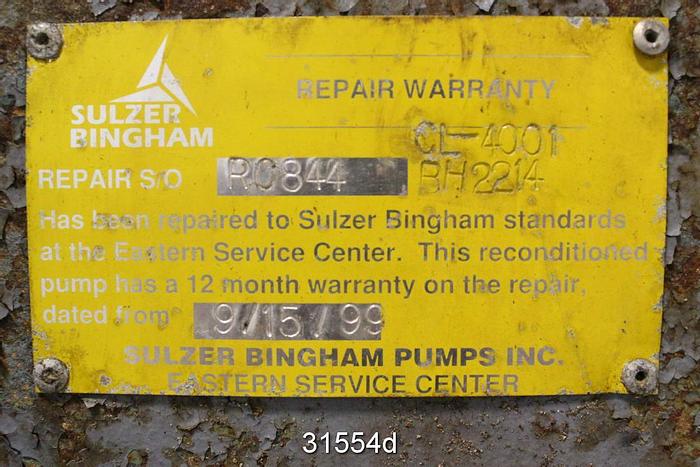 SULZER
BINGHAM
REPAIR WARRANTY
CL-4001
REPAIR S/O RC844 BH2214
Has been repaired to Sulzer Bingham standards
at the Eastern Service Center. This reconditioned
pump has a 12 month warranty on the repair,
dated from 9/15/99
SULZER BINGHAM PUMPS INC.
EASTERN SERVICE CENTER
31554d